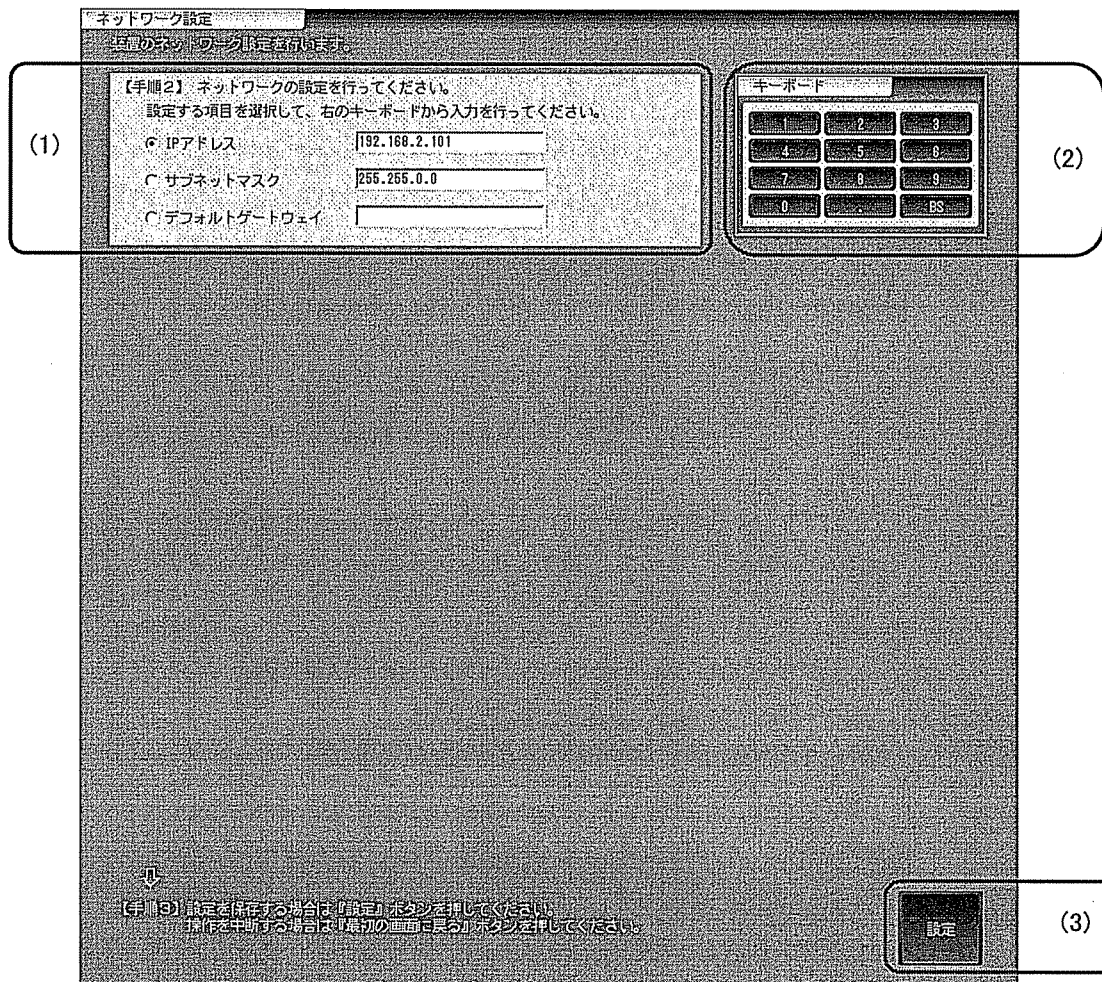 ネットワーク設定
装置のネットワーク設定を行います。
【手順2】 ネットワークの設定を行ってください。
設定する項目を選択して、右のキーボードから入力を行ってください。
IPアドレス 192.168.2.101
サブネットマスク 255.255.0.0
デフォルトゲートウェイ
(1)
キーボード
1 2 3
4 5 6
7 8 9
0 . BS
(2)
【手順3】 設定を保存する場合は『設定』ボタンを押してください。
操作を中断する場合は『最初の画面に戻る』ボタンを押してください。
設定
(3)